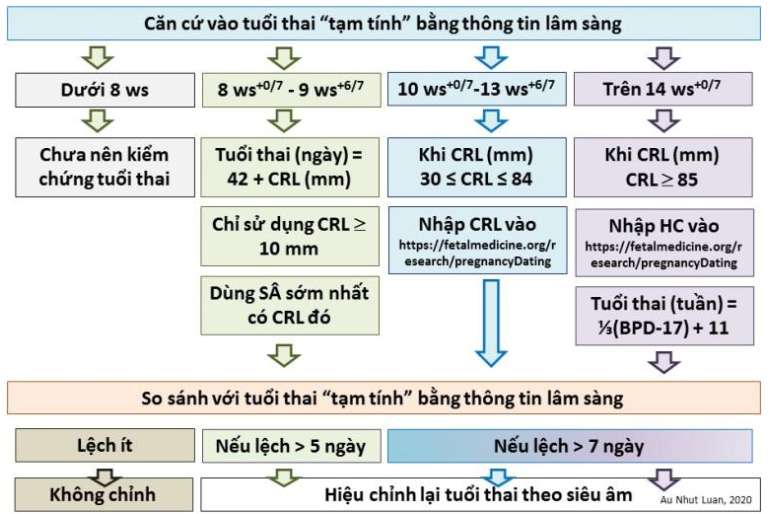 Căn cứ vào tuổi thai “tạm tính” bằng thông tin lâm sàng
Dưới 8 ws
8 ws+0/7 - 9 ws+6/7
10 ws+0/7-13 ws+6/7
Trên 14 ws+0/7
Chưa nên kiểm
chứng tuổi thai
Tuổi thai (ngày) =
42 + CRL (mm)
Khi CRL (mm)
30 ≤ CRL ≤ 84
Khi CRL (mm)
CRL ≥ 85
Chỉ sử dụng CRL ≥
10 mm
Nhập CRL vào
https://fetalmedicine.org/r
esearch/pregnancyDating
Nhập HC vào
https://fetalmedicine.org/r
esearch/pregnancyDating
Dùng SÂ sớm nhất
có CRL đó
Tuổi thai (tuần) =
⅓(BPD-17) + 11
So sánh với tuổi thai “tạm tính” bằng thông tin lâm sàng
Lệch ít
Nếu lệch > 5 ngày
Nếu lệch > 7 ngày
Không chỉnh
Hiệu chỉnh lại tuổi thai theo siêu âm
Au Nhut Luan, 2020